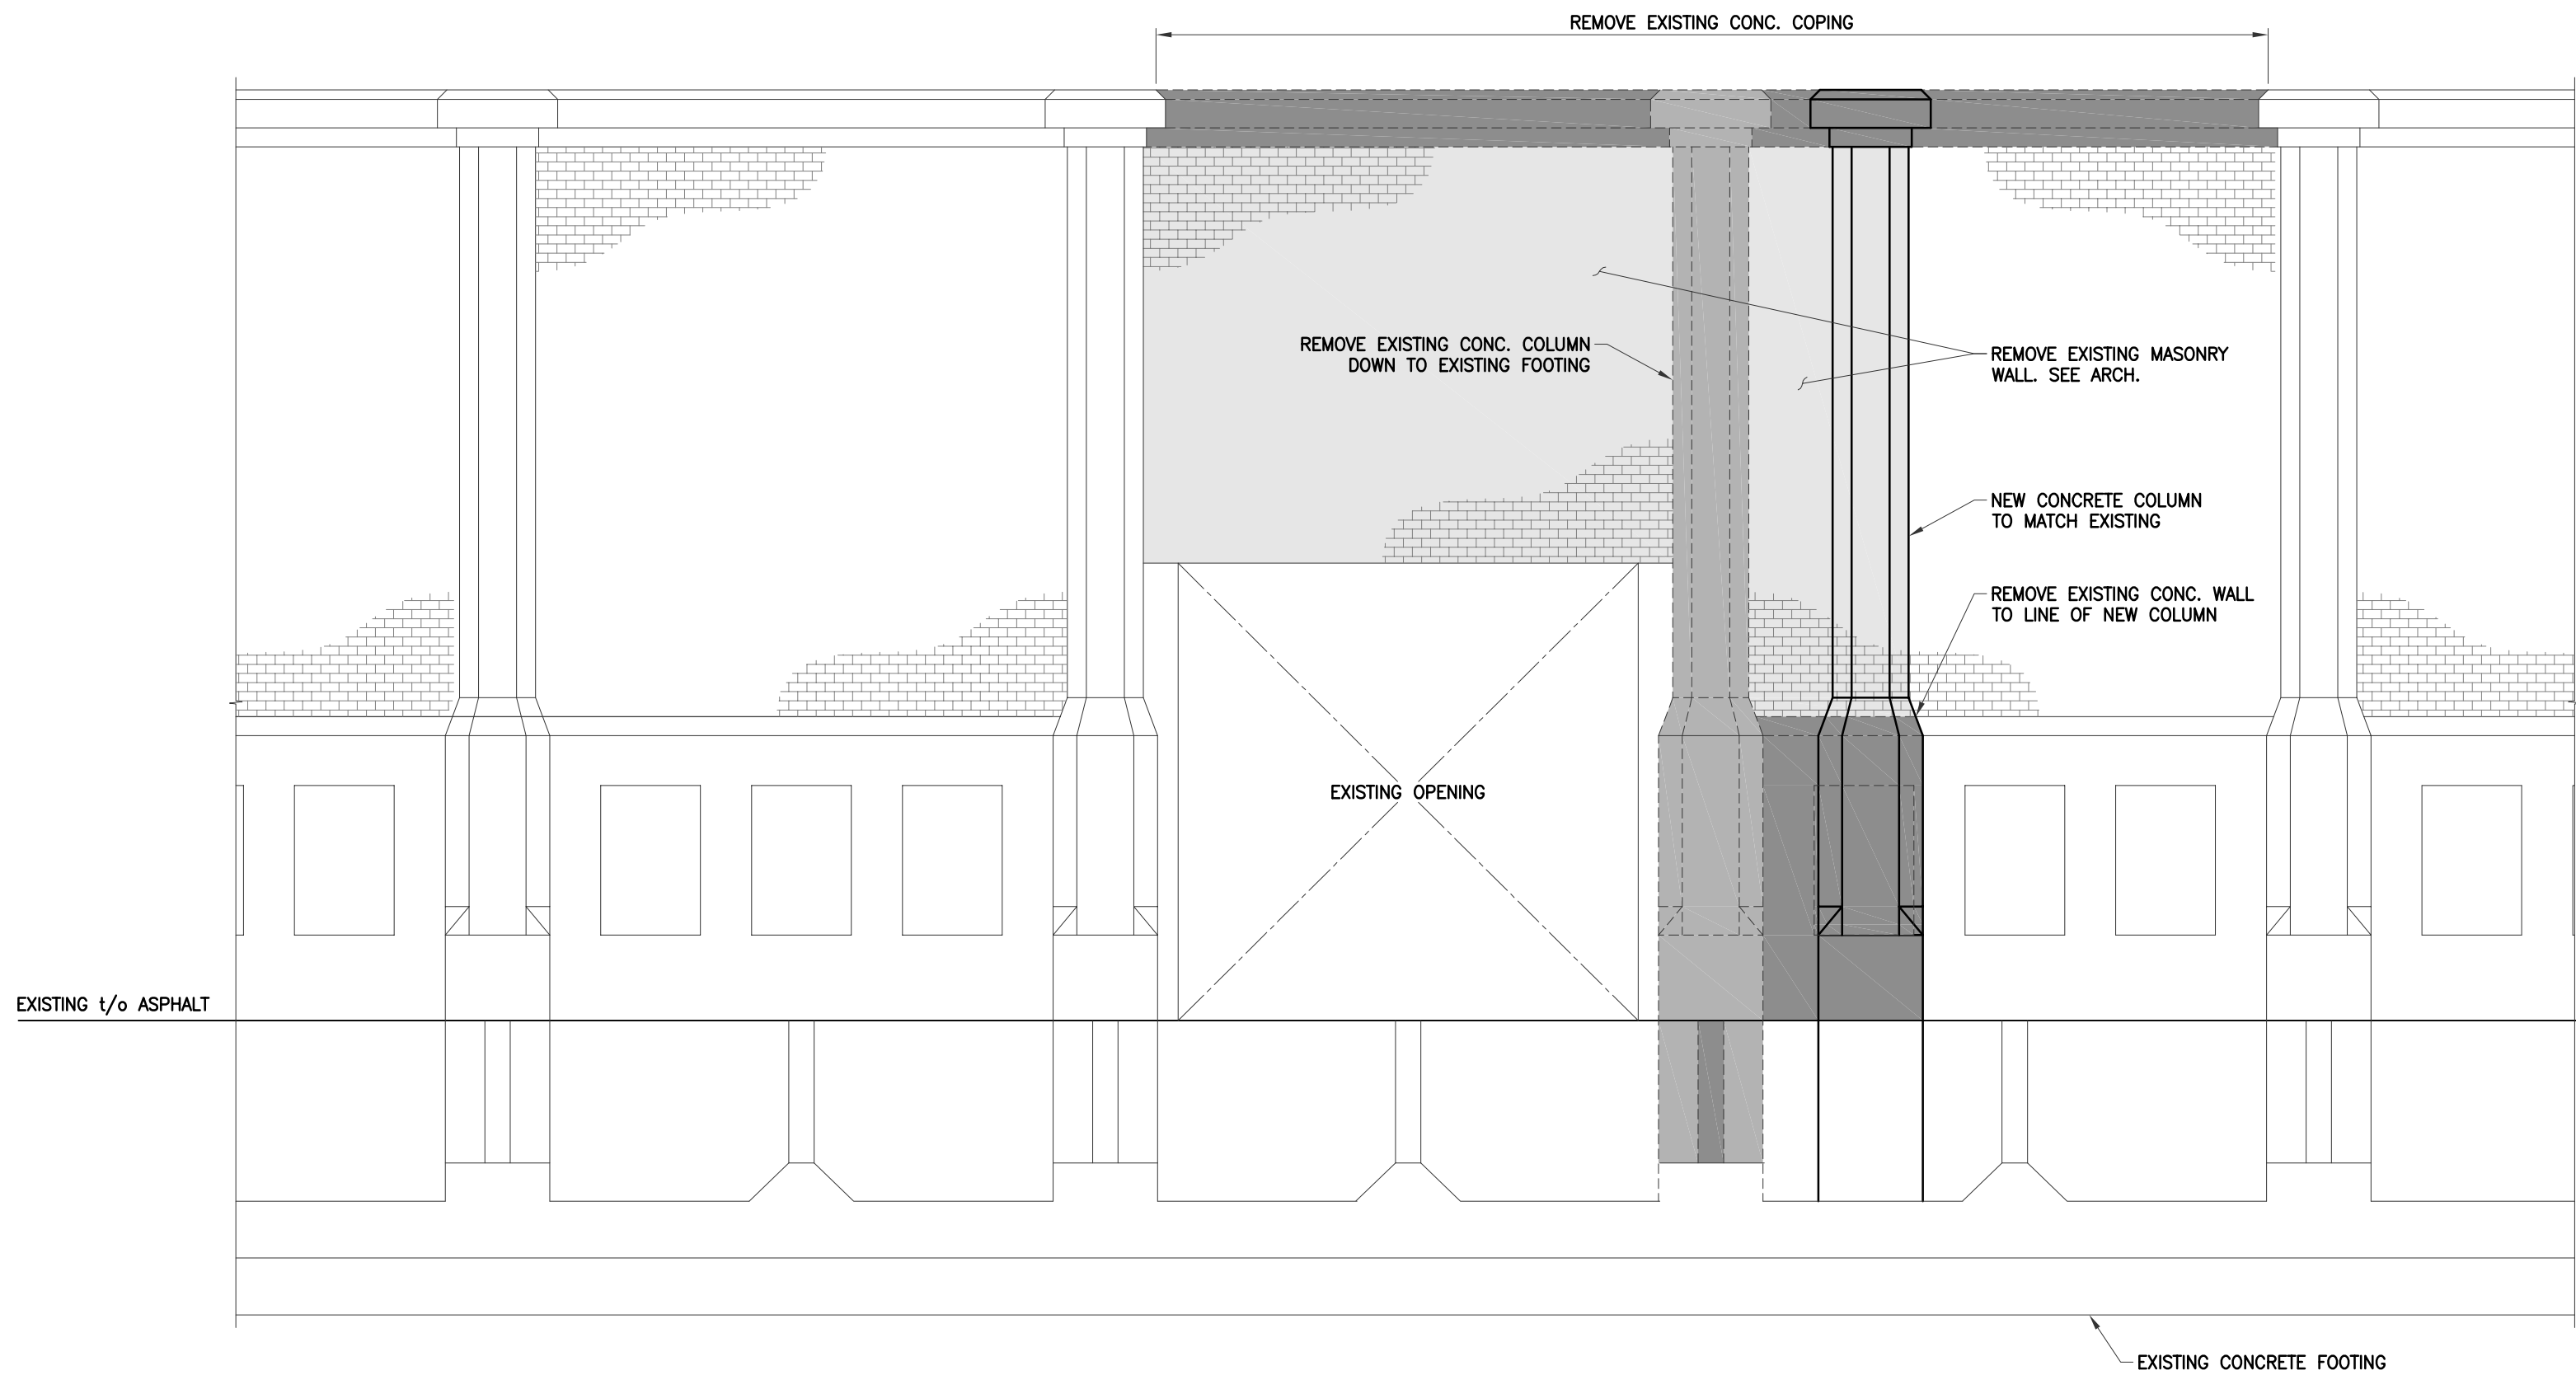 REMOVE EXISTING CONC. COPING
REMOVE EXISTING CONC. COLUMN
DOWN TO EXISTING FOOTING
REMOVE EXISTING MASONRY
WALL. SEE ARCH.
NEW CONCRETE COLUMN
TO MATCH EXISTING
REMOVE EXISTING CONC. WALL
TO LINE OF NEW COLUMN
EXISTING OPENING
EXISTING t/o ASPHALT
EXISTING CONCRETE FOOTING